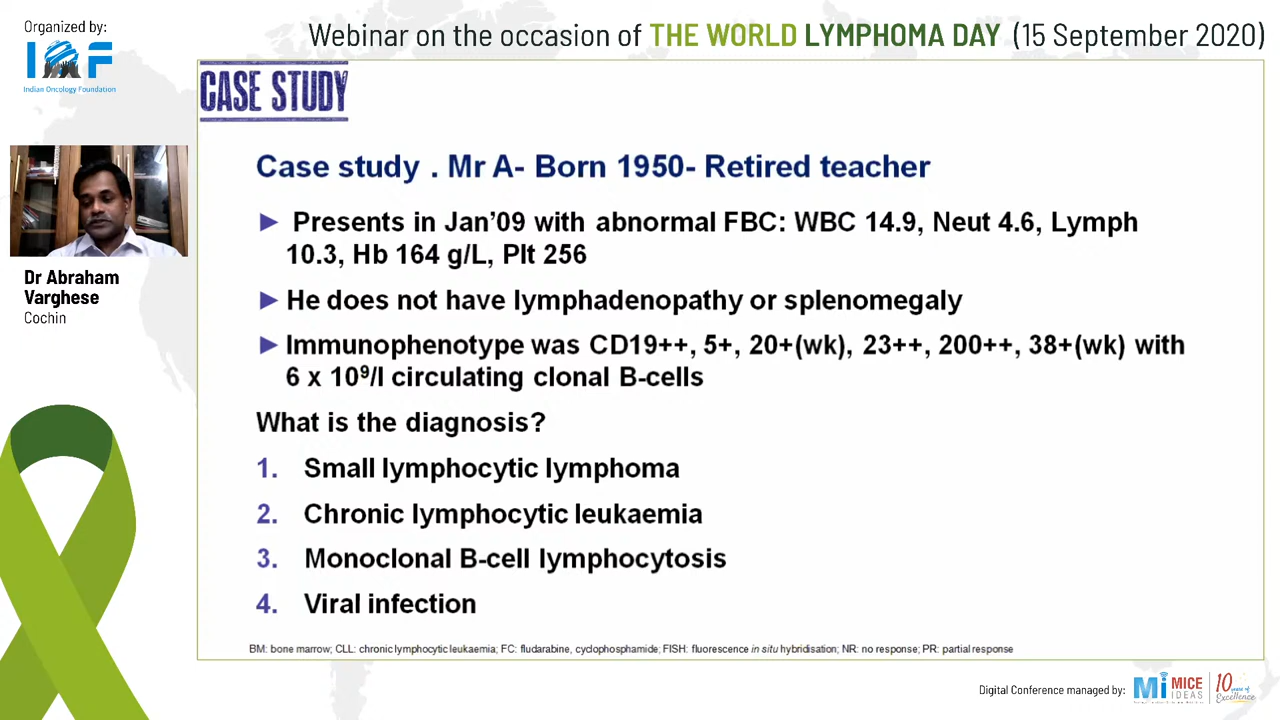 Organized by:
IOF
Indian Oncology Foundation
Webinar on the occasion of THE WORLD LYMPHOMA DAY (15 September 2020)
CASE STUDY
Dr Abraham
Varghese
Cochin
Case study . Mr A- Born 1950- Retired teacher
► Presents in Jan’09 with abnormal FBC: WBC 14.9, Neut 4.6, Lymph
10.3, Hb 164 g/L, Plt 256
► He does not have lymphadenopathy or splenomegaly
► Immunophenotype was CD19++, 5+, 20+(wk), 23++, 200++, 38+(wk) with
6 x 10⁹/l circulating clonal B-cells
What is the diagnosis?
1. Small lymphocytic lymphoma
2. Chronic lymphocytic leukaemia
3. Monoclonal B-cell lymphocytosis
4. Viral infection
BM: bone marrow; CLL: chronic lymphocytic leukaemia; FC: fludarabine, cyclophosphamide; FISH: fluorescence in situ hybridisation; NR: no response; PR: partial response
Digital Conference managed by:
Mi MICE
IDEAS
10 years of
Excellence